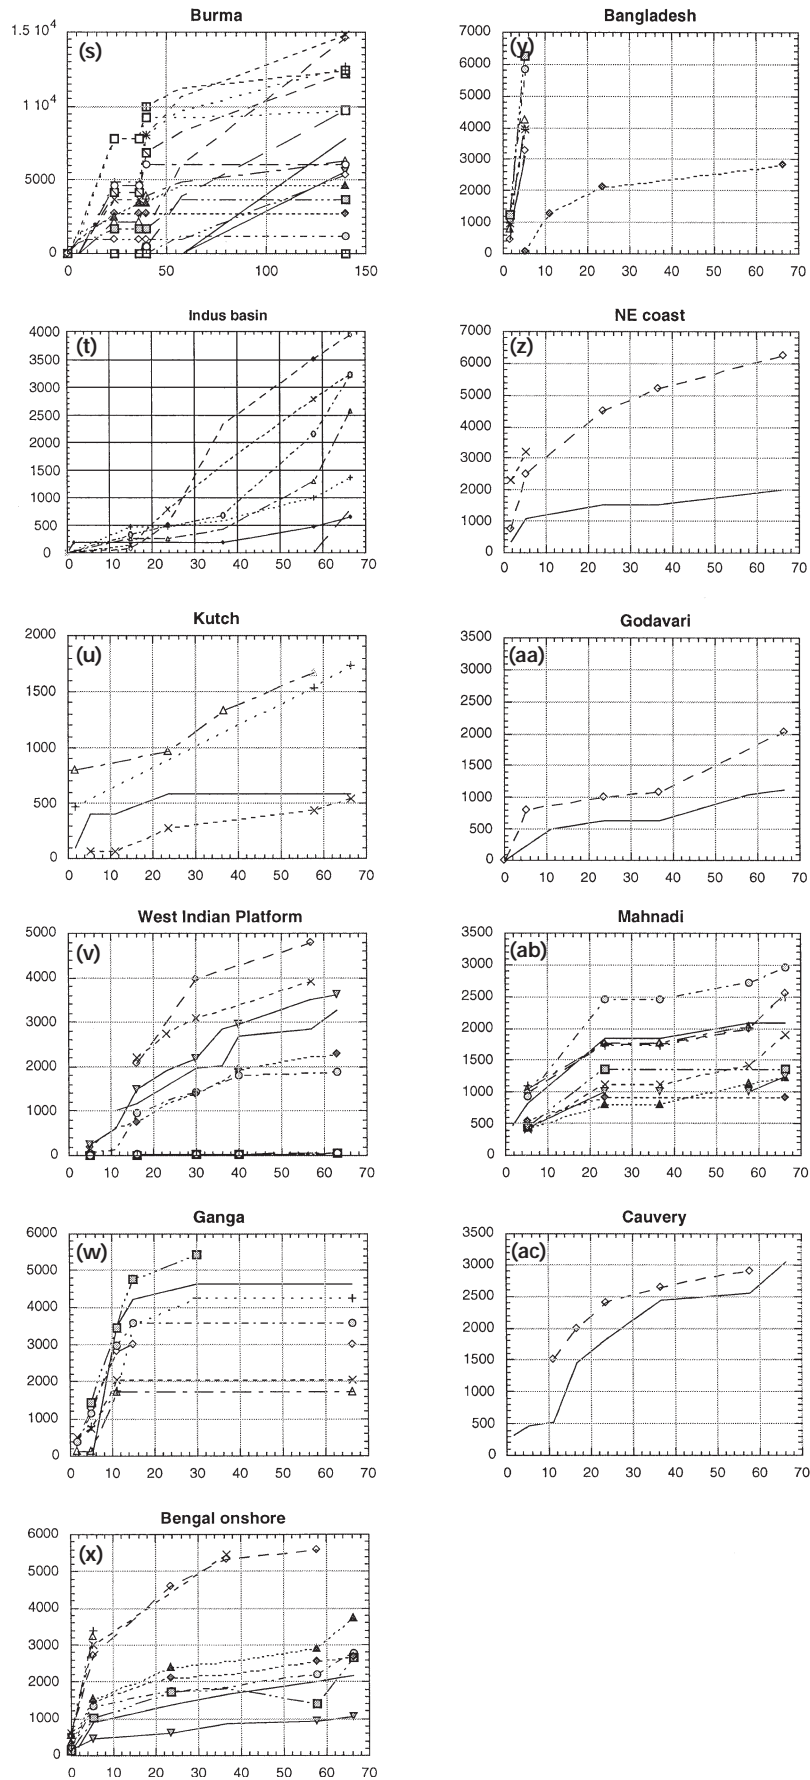 Burma
(s)
1.5 10⁴
1 10⁴
5000
0
0 50 100 150
Indus basin
(t)
4000
3500
3000
2500
2000
1500
1000
500
0
0 10 20 30 40 50 60 70
Kutch
(u)
2000
1500
1000
500
0
0 10 20 30 40 50 60 70
West Indian Platform
(v)
5000
4000
3000
2000
1000
0
0 10 20 30 40 50 60 70
Ganga
(w)
6000
5000
4000
3000
2000
1000
0
0 10 20 30 40 50 60 70
Bengal onshore
(x)
6000
5000
4000
3000
2000
1000
0
0 10 20 30 40 50 60 70
Bangladesh
(y)
7000
6000
5000
4000
3000
2000
1000
0
0 10 20 30 40 50 60 70
NE coast
(z)
7000
6000
5000
4000
3000
2000
1000
0
0 10 20 30 40 50 60 70
Godavari
(aa)
3500
3000
2500
2000
1500
1000
500
0
0 10 20 30 40 50 60 70
Mahnadi
(ab)
3500
3000
2500
2000
1500
1000
500
0
0 10 20 30 40 50 60 70
Cauvery
(ac)
3500
3000
2500
2000
1500
1000
500
0
0 10 20 30 40 50 60 70